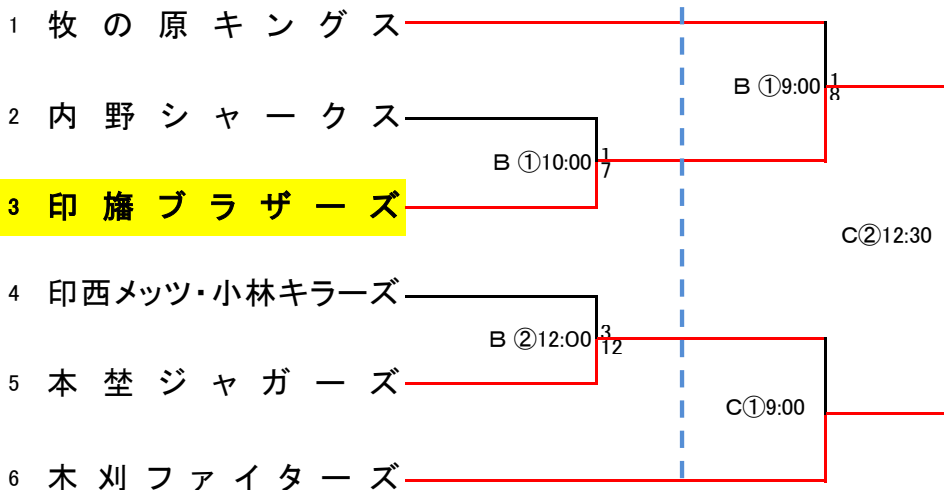 1 牧の原キングス
B ①9:00 1
8
2 内野シャークス
B ①10:00 1
7
3 印旛ブラザーズ
C②12:30
4 印西メッツ・小林キラーズ
B ②12:00 3
12
5 本埜ジャガーズ
C①9:00
6 木刈ファイターズ